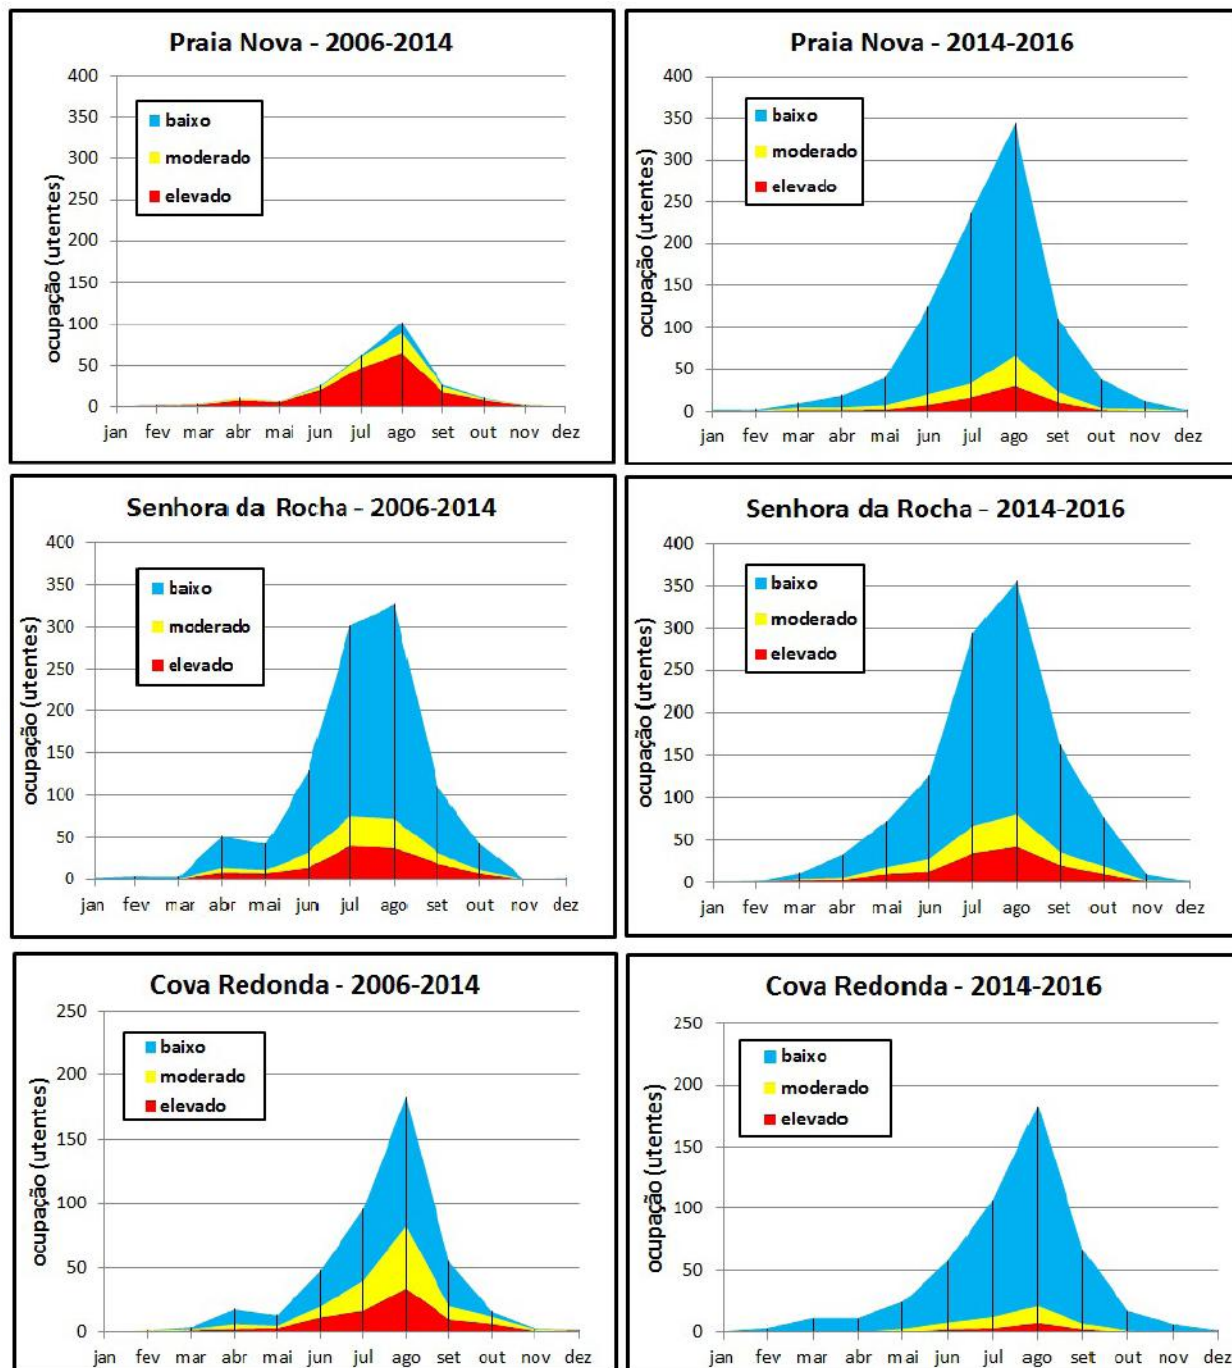 Praia Nova - 2006-2014
400
350
300
250
200
150
100
50
0
ocupação (utentes)
baixo
moderado
elevado
jan fev mar abr mai jun jul ago set out nov dez
Praia Nova - 2014-2016
400
350
300
250
200
150
100
50
0
ocupação (utentes)
baixo
moderado
elevado
jan fev mar abr mai jun jul ago set out nov dez
Senhora da Rocha - 2006-2014
400
350
300
250
200
150
100
50
0
ocupação (utentes)
baixo
moderado
elevado
jan fev mar abr mai jun jul ago set out nov dez
Senhora da Rocha - 2014-2016
400
350
300
250
200
150
100
50
0
ocupação (utentes)
baixo
moderado
elevado
jan fev mar abr mai jun jul ago set out nov dez
Cova Redonda - 2006-2014
250
200
150
100
50
0
ocupação (utentes)
baixo
moderado
elevado
jan fev mar abr mai jun jul ago set out nov dez
Cova Redonda - 2014-2016
250
200
150
100
50
0
ocupação (utentes)
baixo
moderado
elevado
jan fev mar abr mai jun jul ago set out nov dez